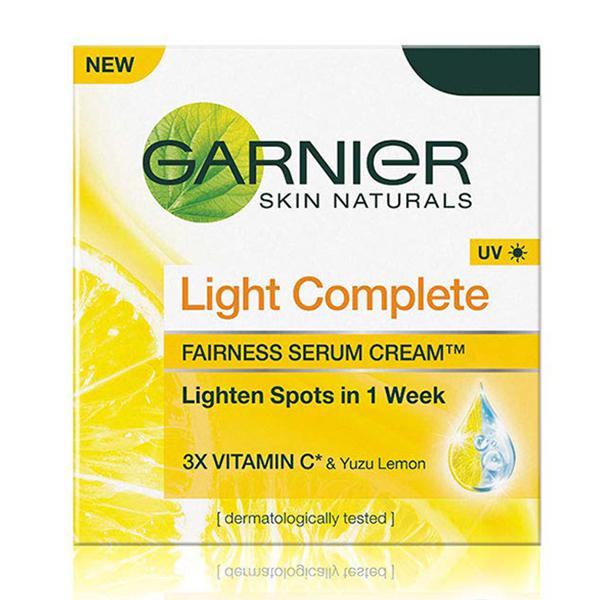 NEW
GARNIER
SKIN NATURALS
UV
Light Complete
FAIRNESS SERUM CREAM™
Lighten Spots in 1 Week
3X VITAMIN C* & Yuzu Lemon
[ dermatologically tested ]